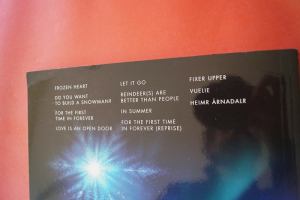 FROZEN HEART
DO YOU WANT
TO BUILD A SNOWMAN?
FOR THE FIRST
TIME IN FOREVER
LOVE IS AN OPEN DOOR
LET IT GO
REINDEER(S) ARE
BETTER THAN PEOPLE
IN SUMMER
FOR THE FIRST TIME
IN FOREVER (REPRISE)
FIXER UPPER
VUELIE
HEIMR ÀRNADALR